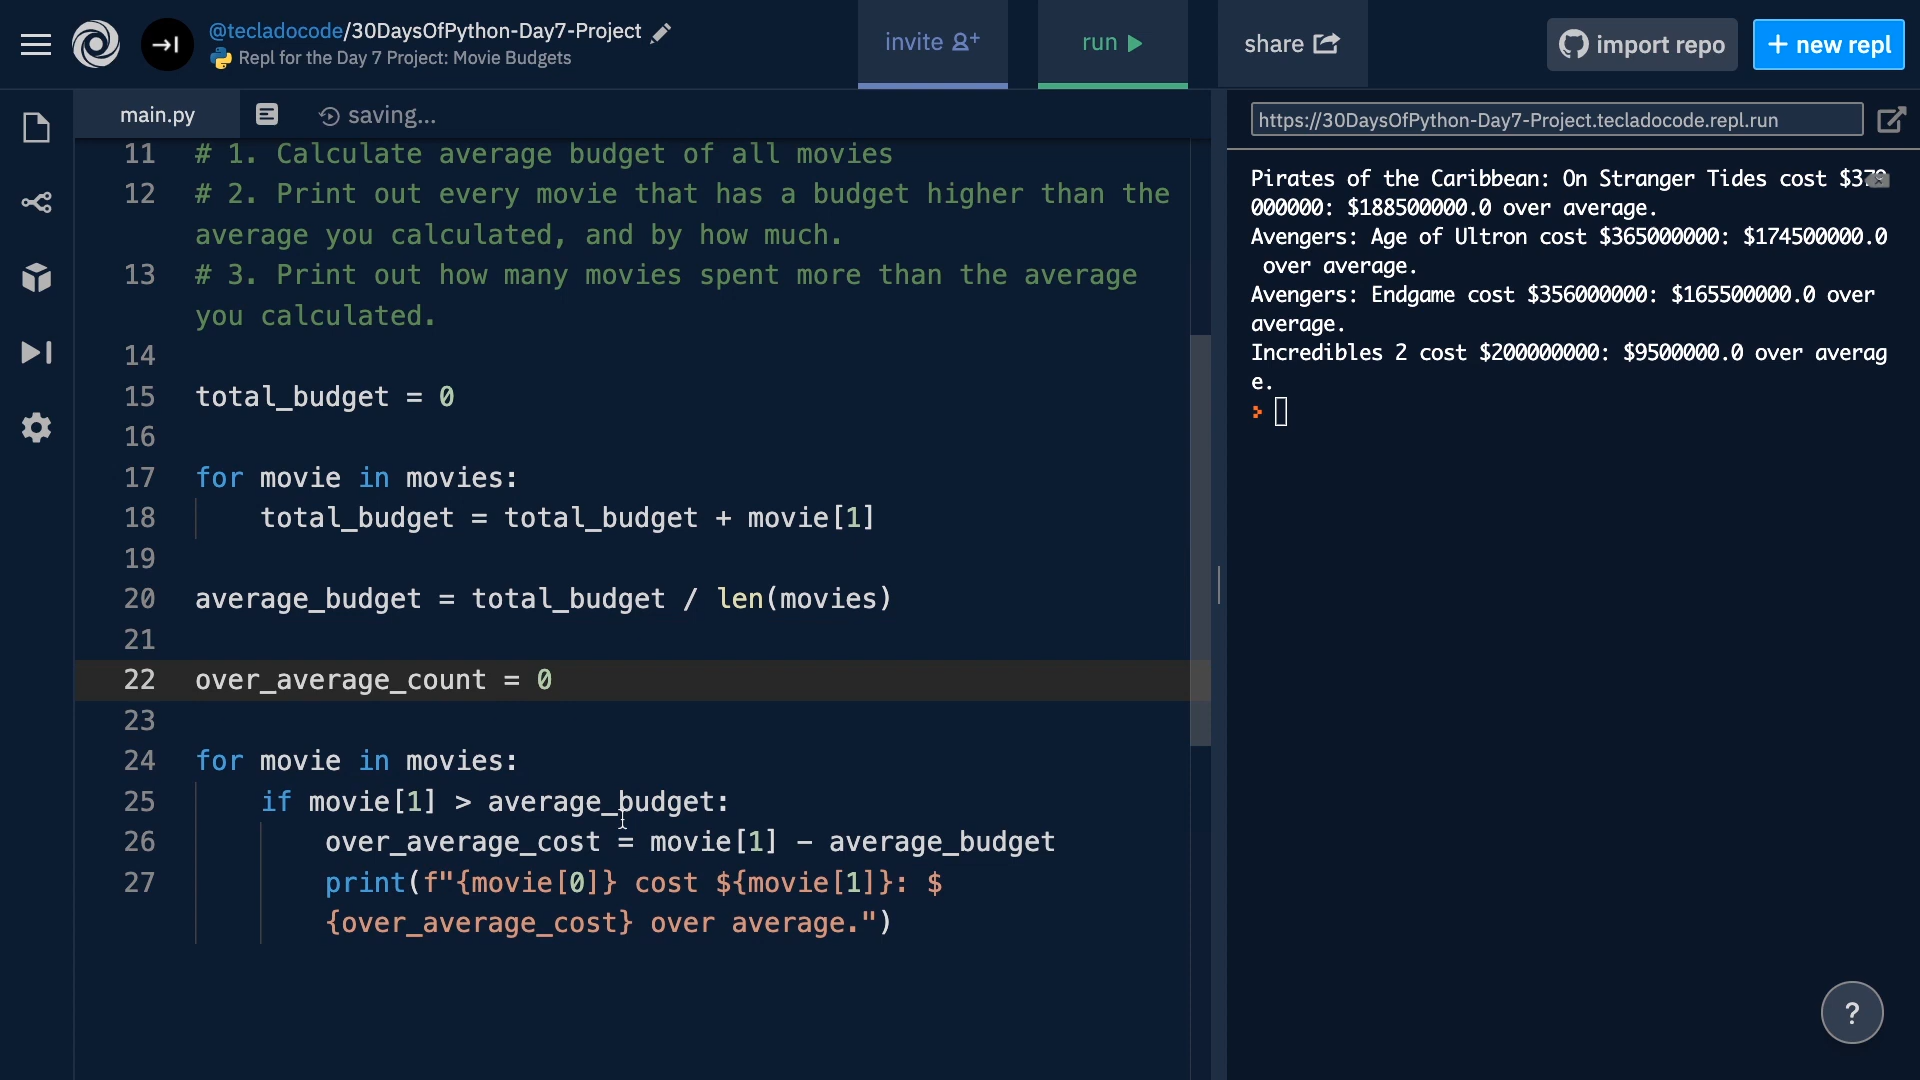 @tecladocode/30DaysOfPython-Day7-Project
Repl for the Day 7 Project: Movie Budgets
invite
run
share
import repo
+ new repl
main.py
saving...
https://30DaysOfPython-Day7-Project.tecladocode.repl.run
11 # 1. Calculate average budget of all movies
12 # 2. Print out every movie that has a budget higher than the
average you calculated, and by how much.
13 # 3. Print out how many movies spent more than the average
you calculated.
14
15 total_budget = 0
16
17 for movie in movies:
18 total_budget = total_budget + movie[1]
19
20 average_budget = total_budget / len(movies)
21
22 over_average_count = 0
23
24 for movie in movies:
25 if movie[1] > average_budget:
26 over_average_cost = movie[1] - average_budget
27 print(f"{movie[0]} cost ${movie[1]}: $
{over_average_cost} over average.")
Pirates of the Caribbean: On Stranger Tides cost $379
000000: $188500000.0 over average.
Avengers: Age of Ultron cost $365000000: $174500000.0
over average.
Avengers: Endgame cost $356000000: $165500000.0 over
average.
Incredibles 2 cost $200000000: $9500000.0 over averag
e.
?